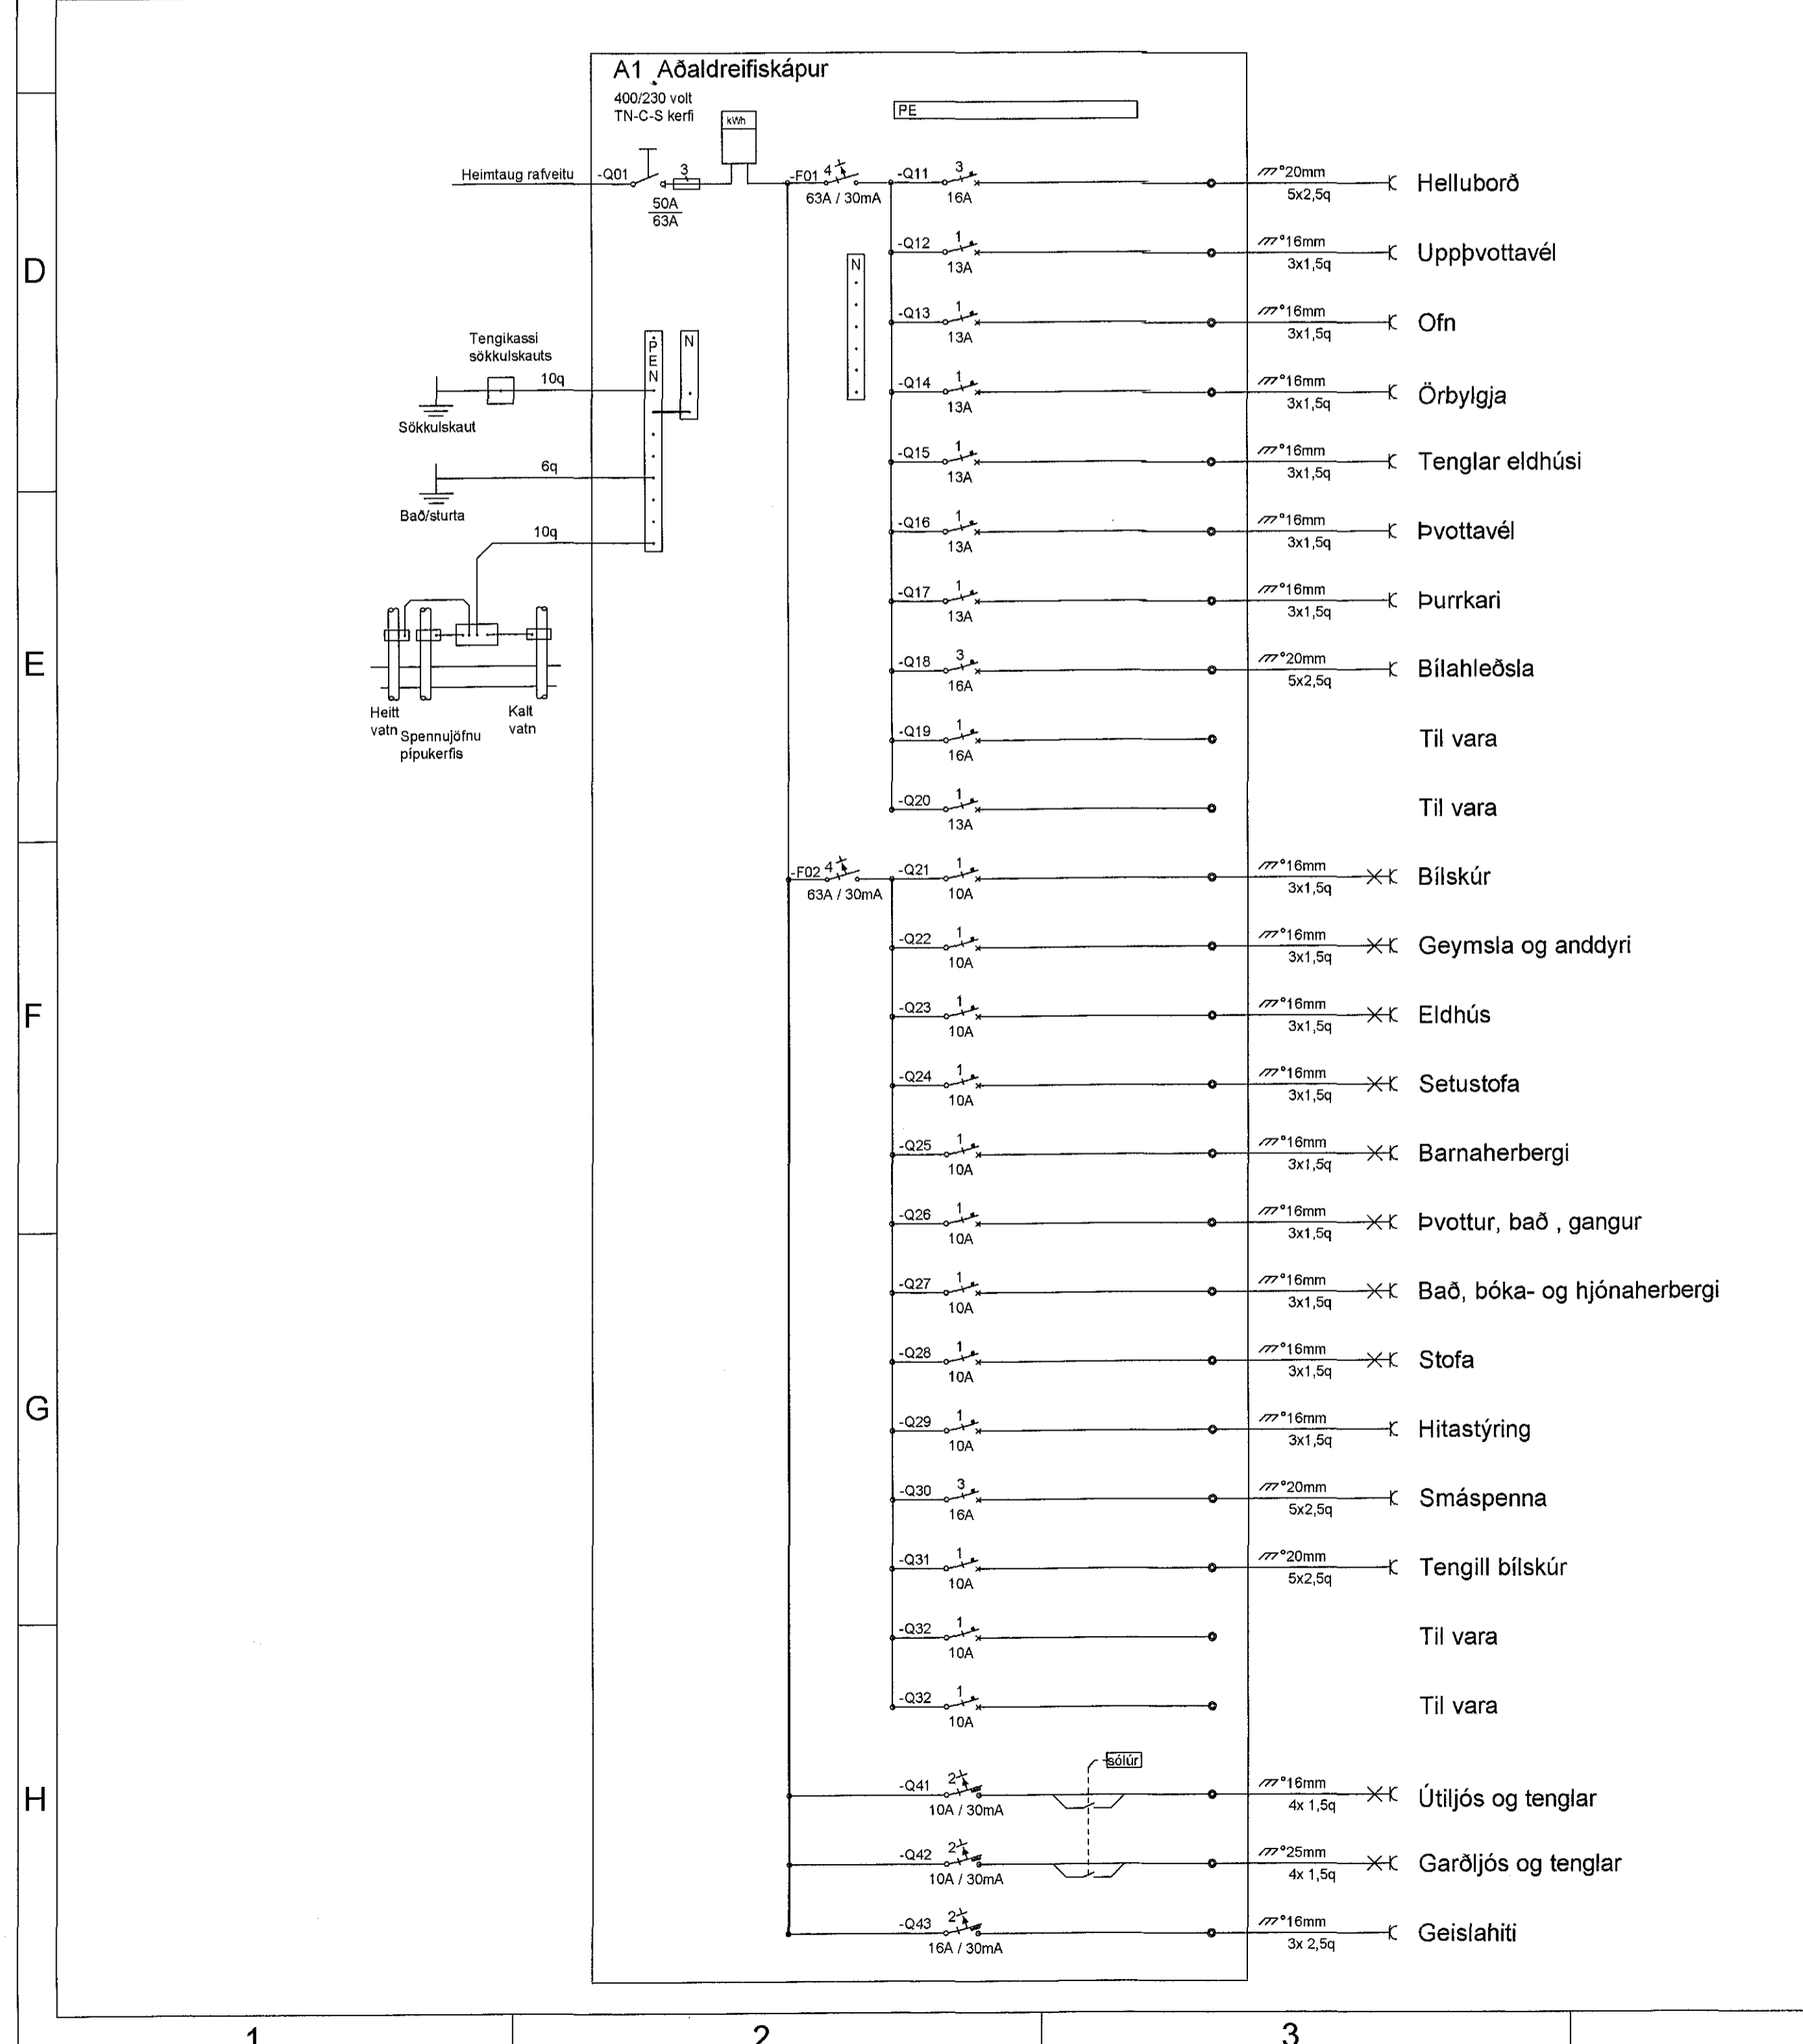 A1 Aðaldreifiskápur
400/230 volt
TN-C-S kerfi
kWh
PE
Heimtaug rafveitu
-Q01
3
50A
63A
-F01 4
63A / 30mA
-Q11 3
16A
°20mm
5x2,5q
Helluborð
-Q12 1
13A
°16mm
3x1,5q
Uppþvottavél
D
N
-Q13 1
13A
°16mm
3x1,5q
Ofn
Tengikassi
sökkulskauts
10q
Sökkulskaut
PEN
N
-Q14 1
13A
°16mm
3x1,5q
Örbylgja
-Q15 1
13A
°16mm
3x1,5q
Tenglar eldhúsi
6q
Bað/sturta
-Q16 1
13A
°16mm
3x1,5q
Þvottavél
10q
-Q17 1
13A
°16mm
3x1,5q
Þurrkari
E
-Q18 3
16A
°20mm
5x2,5q
Bílahleðsla
Heitt
vatn
Spennujöfnu
pípukerfis
Kalt
vatn
-Q19 1
16A
Til vara
-Q20 1
13A
Til vara
-F02 4
63A / 30mA
-Q21 1
10A
°16mm
3x1,5q
Bílskúr
-Q22 1
10A
°16mm
3x1,5q
Geymsla og anddyri
F
-Q23 1
10A
°16mm
3x1,5q
Eldhús
-Q24 1
10A
°16mm
3x1,5q
Setustofa
-Q25 1
10A
°16mm
3x1,5q
Barnaherbergi
-Q26 1
10A
°16mm
3x1,5q
Þvottur, bað , gangur
-Q27 1
10A
°16mm
3x1,5q
Bað, bóka- og hjónaherbergi
-Q28 1
10A
°16mm
3x1,5q
Stofa
G
-Q29 1
10A
°16mm
3x1,5q
Hitastýring
-Q30 3
16A
°20mm
5x2,5q
Smáspenna
-Q31 1
10A
°20mm
5x2,5q
Tengill bílskúr
-Q32 1
10A
Til vara
-Q32 1
10A
Til vara
sólúr
H
-Q41 2
10A / 30mA
°16mm
4x 1,5q
Útiljós og tenglar
-Q42 2
10A / 30mA
°25mm
4x 1,5q
Garðljós og tenglar
-Q43 2
16A / 30mA
°16mm
3x 2,5q
Geislahiti
1
2
3